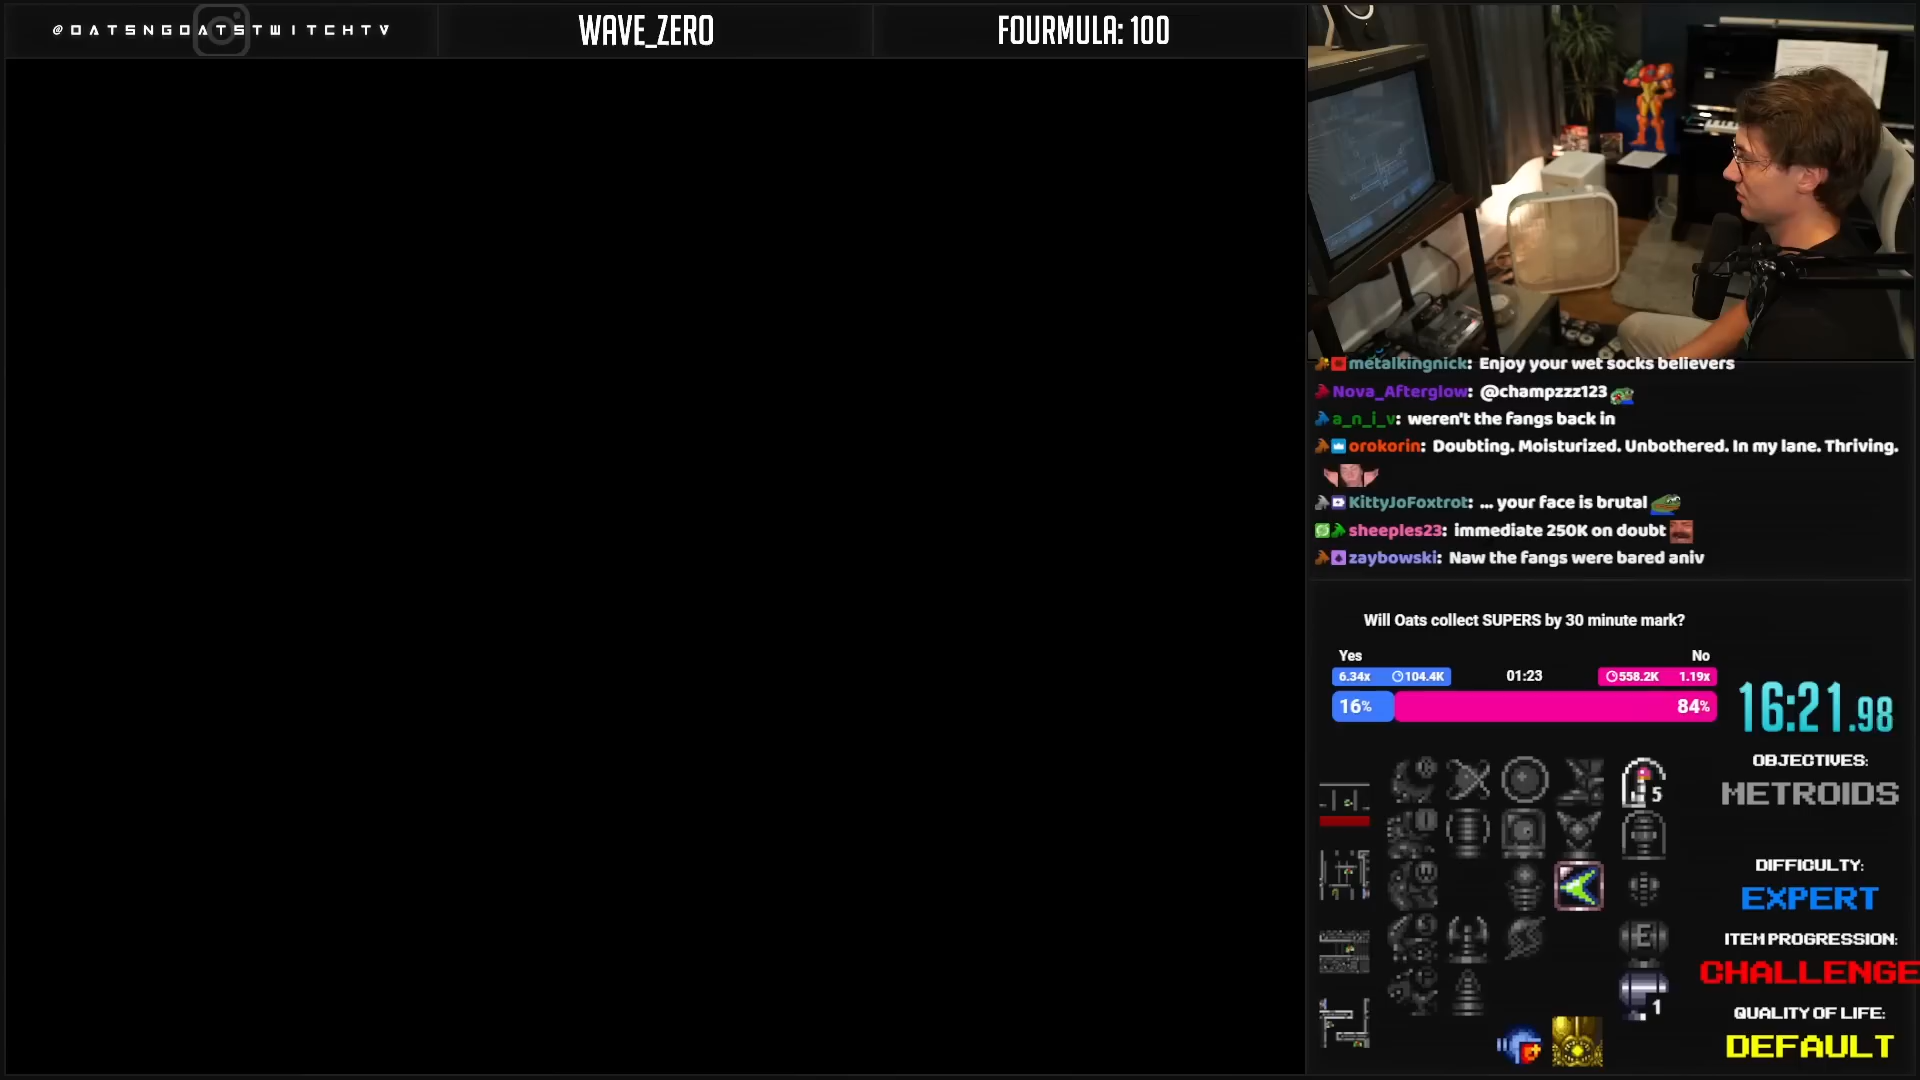 @OATSNGOATSTWITCHTV
WAVE_ZERO
FOURMULA: 100
metalkingnick: Enjoy your wet socks believers
Nova_Afterglow: @champzzz123
a_n_i_v: weren't the fangs back in
orokorin: Doubting. Moisturized. Unbothered. In my lane. Thriving.
KittyJoFoxtrot: ... your face is brutal
sheeples23: immediate 250K on doubt
zaybowski: Naw the fangs were bared aniv
Will Oats collect SUPERS by 30 minute mark?
Yes No
6.34x 104.4K 01:23 558.2K 1.19x
16% 84%
16:21.98
OBJECTIVES:
METROIDS
DIFFICULTY:
EXPERT
ITEM PROGRESSION:
CHALLENGE
QUALITY OF LIFE:
DEFAULT
5
E
1